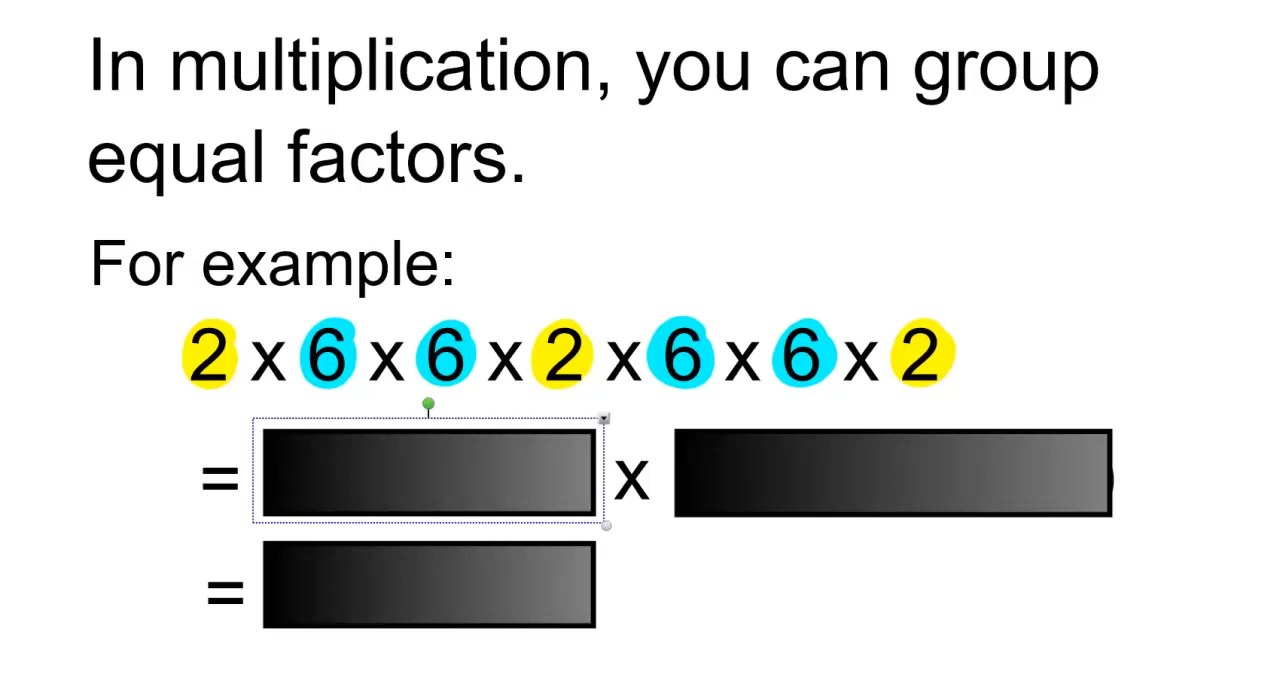 In multiplication, you can group
equal factors.
For example:
2 x 6 x 6 x 2 x 6 x 6 x 2
= x
=